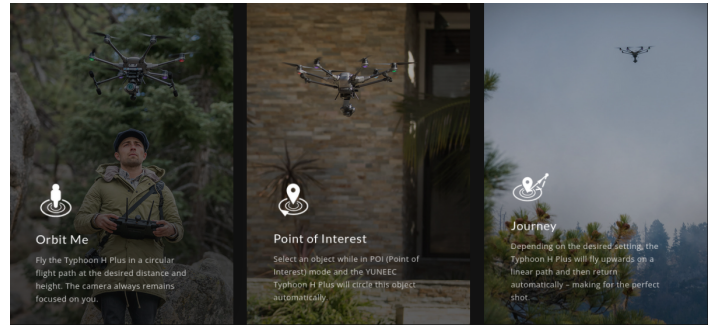 Orbit Me
Fly the Typhoon H Plus in a circular
flight path at the desired distance and
height. The camera always remains
focused on you.
Point of Interest
Select an object while in POI (Point of
Interest) mode and the YUNEEC
Typhoon H Plus will circle this object
automatically.
Journey
Depending on the desired setting, the
Typhoon H Plus will fly upwards on a
linear path and then return
automatically – making for the perfect
shot.